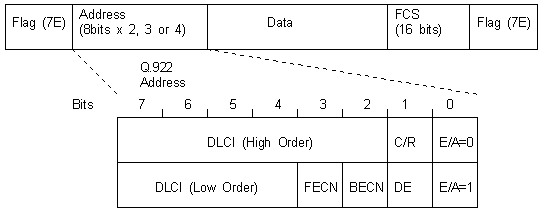 Flag (7E) Address Data FCS Flag (7E)
(8bits x 2, 3 or 4) (16 bits)
Q.922
Address
Bits 7 6 5 4 3 2 1 0
DLCI (High Order) C/R E/A=0
DLCI (Low Order) FECN BECN DE E/A=1